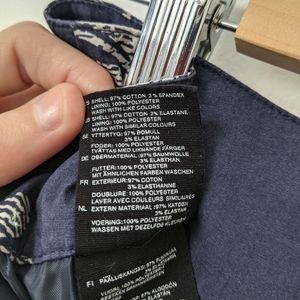 SHELL: 97% COTTON 3% SPANDEX
LINING: 100% POLYESTER
WASH WITH LIKE COLORS
SHELL: 97% COTTON 3% ELASTANE
LINING: 100% POLYESTER
WASH WITH SIMILAR COLOURS
YTTERTYG: 97% BOMULL
3% ELASTAN
FODER: 100% POLYESTER
TVÄTTAS MED LIKNANDE FÄRGER
DE OBERMATERIAL: 97% BAUMWOLLE
3% ELASTHAN
FUTTER: 100% POLYESTER
MIT ÄHNLICHEN FARBEN WASCHEN
FR EXTERIEUR: 97% COTON
3% ELASTHANNE
DOUBLURE: 100% POLYESTER
LAVER AVEC COULEURS SIMILAIRES
NL EXTERN MATERIAAL: 97% KATOEN
3% ELASTAN
VOERING: 100% POLYESTER
WASSEN MET DEZELFDE KLEUREN
FI PÄÄLLISKANGAS: 97% PUUVILLAA